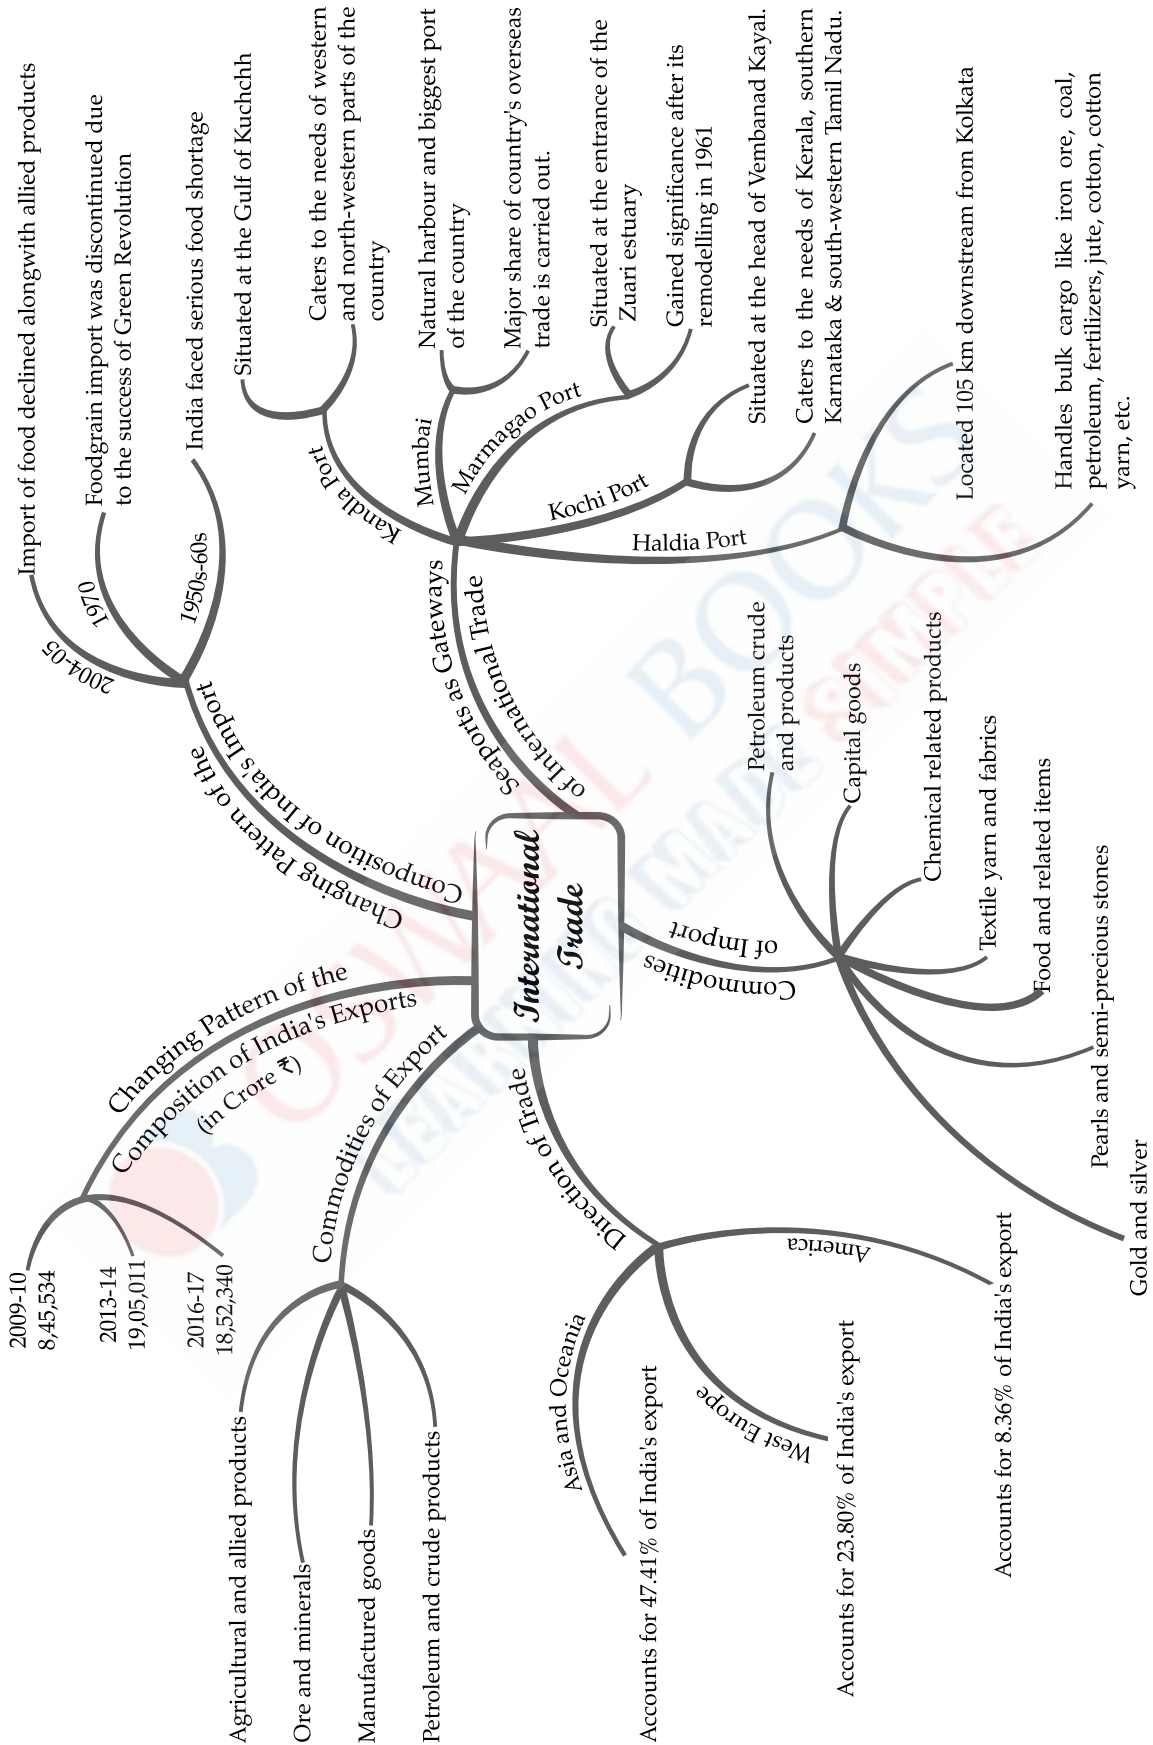 International
Trade
Changing Pattern of the
Composition of India's Import
2004-05
Import of food declined alongwith allied products
1970
Foodgrain import was discontinued due
to the success of Green Revolution
1950s-60s
India faced serious food shortage
Seaports as Gateways
of International Trade
Kandla Port
Situated at the Gulf of Kuchchh
Caters to the needs of western
and north-western parts of the
country
Mumbai
Natural harbour and biggest port
of the country
Major share of country's overseas
trade is carried out.
Marmagao Port
Situated at the entrance of the
Zuari estuary
Gained significance after its
remodelling in 1961
Kochi Port
Situated at the head of Vembanad Kayal.
Caters to the needs of Kerala, southern
Karnataka & south-western Tamil Nadu.
Haldia Port
Located 105 km downstream from Kolkata
Handles bulk cargo like iron ore, coal,
petroleum, fertilizers, jute, cotton, cotton
yarn, etc.
Commodities
of Import
Petroleum crude
and products
Capital goods
Chemical related products
Textile yarn and fabrics
Food and related items
Pearls and semi-precious stones
Gold and silver
Direction of Trade
America
Accounts for 8.36% of India's export
West Europe
Accounts for 23.80% of India's export
Asia and Oceania
Accounts for 47.41% of India's export
Commodities of Export
Agricultural and allied products
Ore and minerals
Manufactured goods
Petroleum and crude products
Changing Pattern of the
Composition of India's Exports
(in Crore ₹)
2009-10
8,45,534
2013-14
19,05,011
2016-17
18,52,340
OSWAAL BOOKS
LEARNING MADE SIMPLE